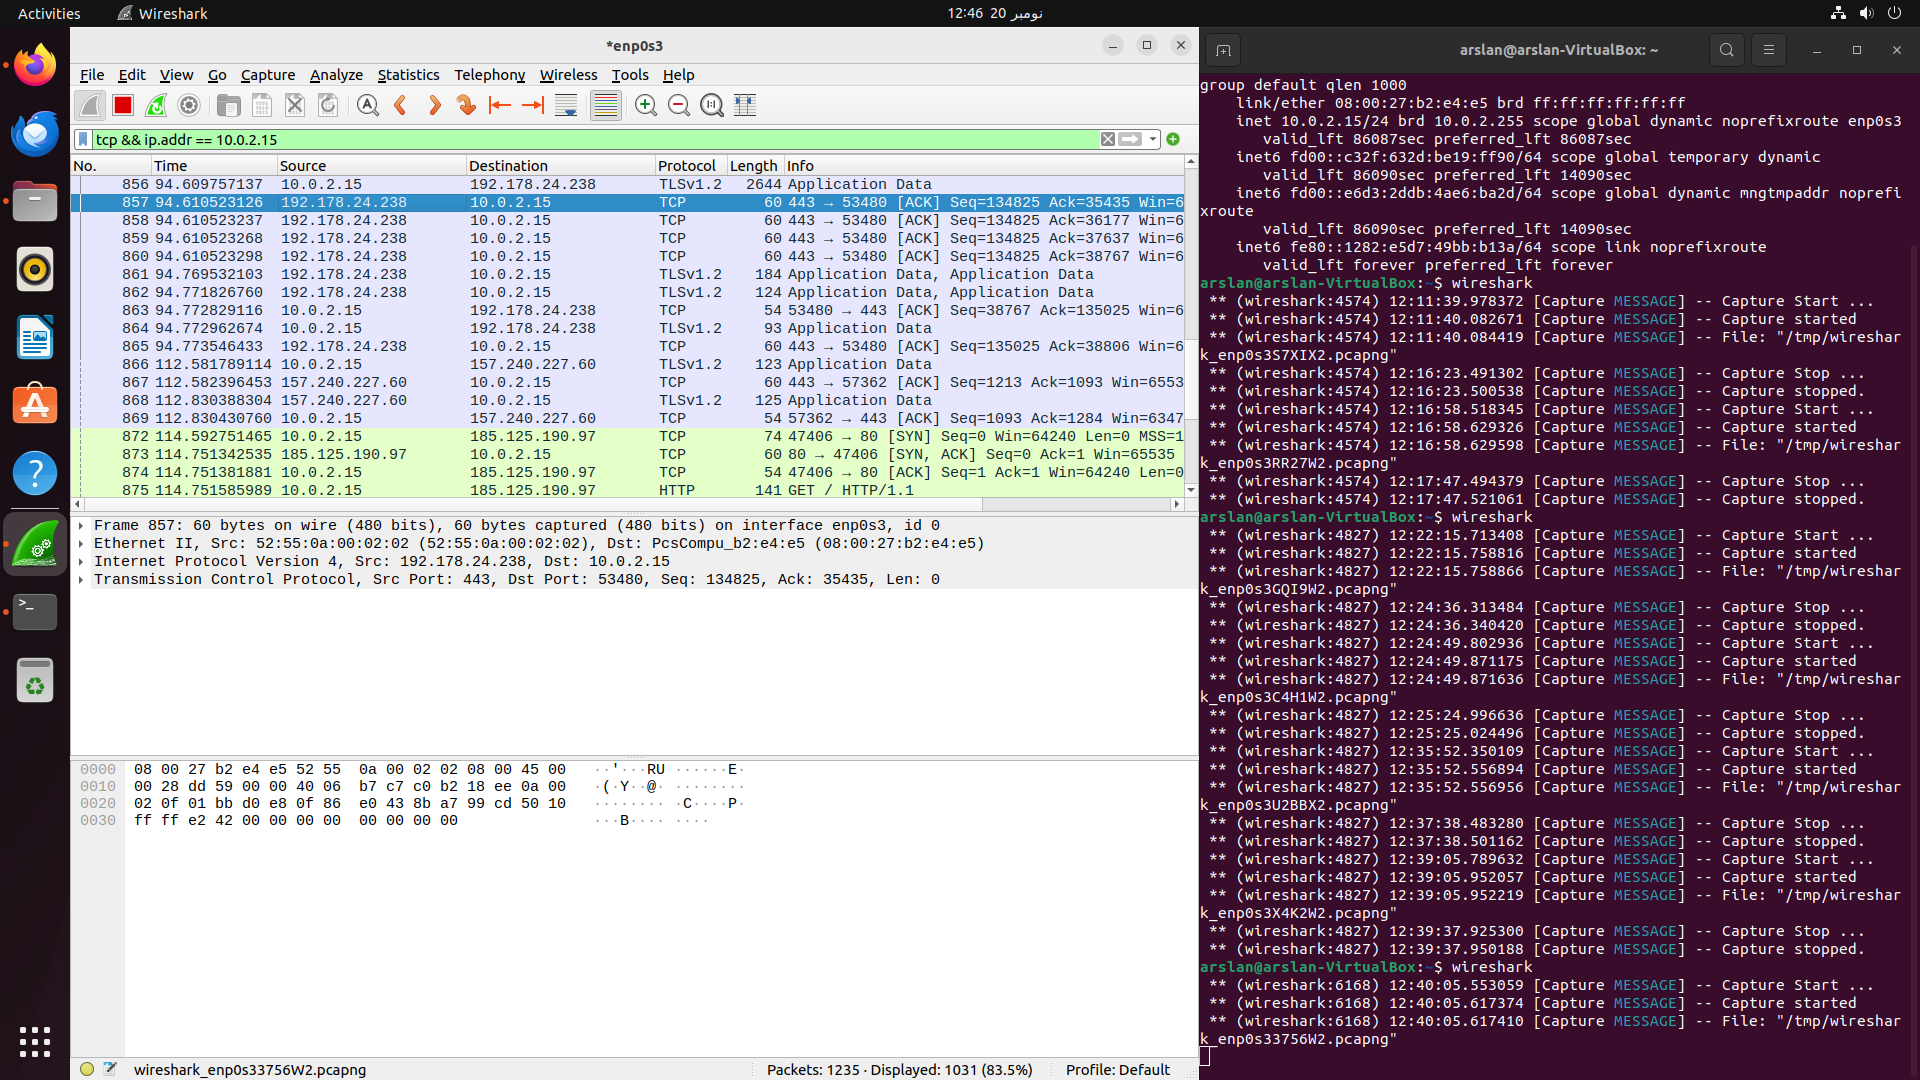 Activities
Wireshark
12:46 20 نومبر
*enp0s3
File Edit View Go Capture Analyze Statistics Telephony Wireless Tools Help
tcp && ip.addr == 10.0.2.15
No. Time Source Destination Protocol Length Info
856 94.609757137 10.0.2.15 192.178.24.238 TLSv1.2 2644 Application Data
857 94.610523126 192.178.24.238 10.0.2.15 TCP 60 443 → 53480 [ACK] Seq=134825 Ack=35435 Win=6
858 94.610523237 192.178.24.238 10.0.2.15 TCP 60 443 → 53480 [ACK] Seq=134825 Ack=36177 Win=6
859 94.610523268 192.178.24.238 10.0.2.15 TCP 60 443 → 53480 [ACK] Seq=134825 Ack=37637 Win=6
860 94.610523298 192.178.24.238 10.0.2.15 TCP 60 443 → 53480 [ACK] Seq=134825 Ack=38767 Win=6
861 94.769532103 192.178.24.238 10.0.2.15 TLSv1.2 184 Application Data, Application Data
862 94.771826760 192.178.24.238 10.0.2.15 TLSv1.2 124 Application Data, Application Data
863 94.772829116 10.0.2.15 192.178.24.238 TCP 54 53480 → 443 [ACK] Seq=38767 Ack=135025 Win=6
864 94.772962674 10.0.2.15 192.178.24.238 TLSv1.2 93 Application Data
865 94.773546433 192.178.24.238 10.0.2.15 TCP 60 443 → 53480 [ACK] Seq=135025 Ack=38806 Win=6
866 112.581789114 10.0.2.15 157.240.227.60 TLSv1.2 123 Application Data
867 112.582396453 157.240.227.60 10.0.2.15 TCP 60 443 → 57362 [ACK] Seq=1213 Ack=1093 Win=6553
868 112.830388304 157.240.227.60 10.0.2.15 TLSv1.2 125 Application Data
869 112.830430760 10.0.2.15 157.240.227.60 TCP 54 57362 → 443 [ACK] Seq=1093 Ack=1284 Win=6347
872 114.592751465 10.0.2.15 185.125.190.97 TCP 74 47406 → 80 [SYN] Seq=0 Win=64240 Len=0 MSS=1
873 114.751342535 185.125.190.97 10.0.2.15 TCP 60 80 → 47406 [SYN, ACK] Seq=0 Ack=1 Win=65535
874 114.751381881 10.0.2.15 185.125.190.97 TCP 54 47406 → 80 [ACK] Seq=1 Ack=1 Win=64240 Len=0
875 114.751585989 10.0.2.15 185.125.190.97 HTTP 141 GET / HTTP/1.1
Frame 857: 60 bytes on wire (480 bits), 60 bytes captured (480 bits) on interface enp0s3, id 0
Ethernet II, Src: 52:55:0a:00:02:02 (52:55:0a:00:02:02), Dst: PcsCompu_b2:e4:e5 (08:00:27:b2:e4:e5)
Internet Protocol Version 4, Src: 192.178.24.238, Dst: 10.0.2.15
Transmission Control Protocol, Src Port: 443, Dst Port: 53480, Seq: 134825, Ack: 35435, Len: 0
0000 08 00 27 b2 e4 e5 52 55 0a 00 02 02 08 00 45 00 ··'···RU ······E·
0010 00 28 dd 59 00 00 40 06 b7 c7 c0 b2 18 ee 0a 00 ·(·Y··@· ········
0020 02 0f 01 bb d0 e8 0f 86 e0 43 8b a7 99 cd 50 10 ········ ·C····P·
0030 ff ff e2 42 00 00 00 00 00 00 00 00 ···B···· ····
wireshark_enp0s33756W2.pcapng
Packets: 1235 · Displayed: 1031 (83.5%)
Profile: Default
arslan@arslan-VirtualBox: ~
group default qlen 1000
link/ether 08:00:27:b2:e4:e5 brd ff:ff:ff:ff:ff:ff
inet 10.0.2.15/24 brd 10.0.2.255 scope global dynamic noprefixroute enp0s3
valid_lft 86087sec preferred_lft 86087sec
inet6 fd00::c32f:632d:be19:ff90/64 scope global temporary dynamic
valid_lft 86090sec preferred_lft 14090sec
inet6 fd00::e6d3:2ddb:4ae6:ba2d/64 scope global dynamic mngtmpaddr noprefi
xroute
valid_lft 86090sec preferred_lft 14090sec
inet6 fe80::1282:e5d7:49bb:b13a/64 scope link noprefixroute
valid_lft forever preferred_lft forever
arslan@arslan-VirtualBox:~$ wireshark
** (wireshark:4574) 12:11:39.978372 [Capture MESSAGE] -- Capture Start ...
** (wireshark:4574) 12:11:40.082671 [Capture MESSAGE] -- Capture started
** (wireshark:4574) 12:11:40.084419 [Capture MESSAGE] -- File: "/tmp/wireshar
k_enp0s3S7XIX2.pcapng"
** (wireshark:4574) 12:16:23.491302 [Capture MESSAGE] -- Capture Stop ...
** (wireshark:4574) 12:16:23.500538 [Capture MESSAGE] -- Capture stopped.
** (wireshark:4574) 12:16:58.518345 [Capture MESSAGE] -- Capture Start ...
** (wireshark:4574) 12:16:58.629326 [Capture MESSAGE] -- Capture started
** (wireshark:4574) 12:16:58.629598 [Capture MESSAGE] -- File: "/tmp/wireshar
k_enp0s3RR27W2.pcapng"
** (wireshark:4574) 12:17:47.494379 [Capture MESSAGE] -- Capture Stop ...
** (wireshark:4574) 12:17:47.521061 [Capture MESSAGE] -- Capture stopped.
arslan@arslan-VirtualBox:~$ wireshark
** (wireshark:4827) 12:22:15.713408 [Capture MESSAGE] -- Capture Start ...
** (wireshark:4827) 12:22:15.758816 [Capture MESSAGE] -- Capture started
** (wireshark:4827) 12:22:15.758866 [Capture MESSAGE] -- File: "/tmp/wireshar
k_enp0s3GQI9W2.pcapng"
** (wireshark:4827) 12:24:36.313484 [Capture MESSAGE] -- Capture Stop ...
** (wireshark:4827) 12:24:36.340420 [Capture MESSAGE] -- Capture stopped.
** (wireshark:4827) 12:24:49.802936 [Capture MESSAGE] -- Capture Start ...
** (wireshark:4827) 12:24:49.871175 [Capture MESSAGE] -- Capture started
** (wireshark:4827) 12:24:49.871636 [Capture MESSAGE] -- File: "/tmp/wireshar
k_enp0s3C4H1W2.pcapng"
** (wireshark:4827) 12:25:24.996636 [Capture MESSAGE] -- Capture Stop ...
** (wireshark:4827) 12:25:25.024496 [Capture MESSAGE] -- Capture stopped.
** (wireshark:4827) 12:35:52.350109 [Capture MESSAGE] -- Capture Start ...
** (wireshark:4827) 12:35:52.556894 [Capture MESSAGE] -- Capture started
** (wireshark:4827) 12:35:52.556956 [Capture MESSAGE] -- File: "/tmp/wireshar
k_enp0s3U2BBX2.pcapng"
** (wireshark:4827) 12:37:38.483280 [Capture MESSAGE] -- Capture Stop ...
** (wireshark:4827) 12:37:38.501162 [Capture MESSAGE] -- Capture stopped.
** (wireshark:4827) 12:39:05.789632 [Capture MESSAGE] -- Capture Start ...
** (wireshark:4827) 12:39:05.952057 [Capture MESSAGE] -- Capture started
** (wireshark:4827) 12:39:05.952219 [Capture MESSAGE] -- File: "/tmp/wireshar
k_enp0s3X4K2W2.pcapng"
** (wireshark:4827) 12:39:37.925300 [Capture MESSAGE] -- Capture Stop ...
** (wireshark:4827) 12:39:37.950188 [Capture MESSAGE] -- Capture stopped.
arslan@arslan-VirtualBox:~$ wireshark
** (wireshark:6168) 12:40:05.553059 [Capture MESSAGE] -- Capture Start ...
** (wireshark:6168) 12:40:05.617374 [Capture MESSAGE] -- Capture started
** (wireshark:6168) 12:40:05.617410 [Capture MESSAGE] -- File: "/tmp/wireshar
k_enp0s33756W2.pcapng"